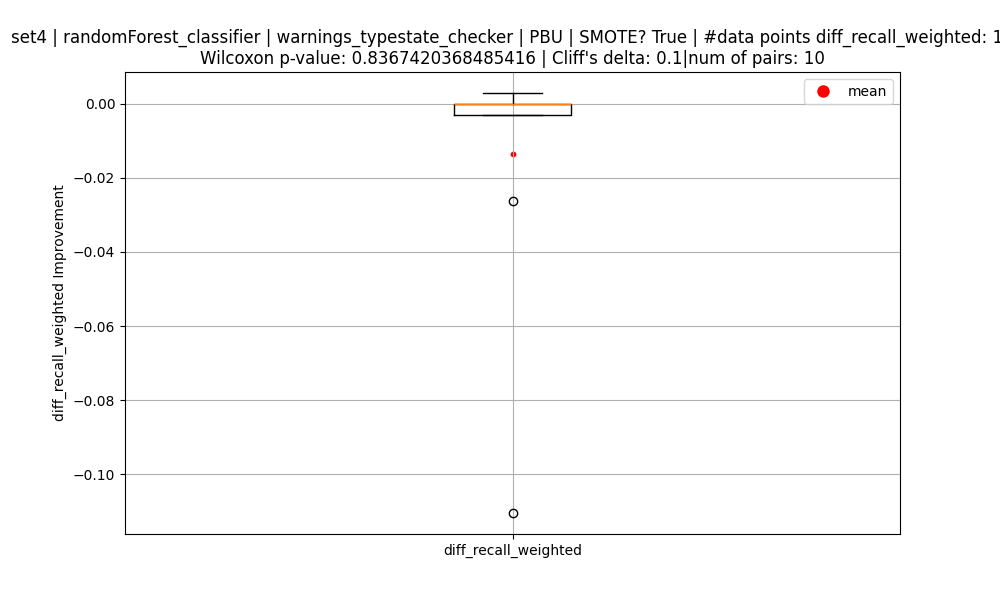 set4 | randomForest_classifier | warnings_typestate_checker | PBU | SMOTE? True | #data points diff_recall_weighted: 1
Wilcoxon p-value: 0.8367420368485416 | Cliff's delta: 0.1|num of pairs: 10
mean
0.00
−0.02
−0.04
−0.06
−0.08
−0.10
diff_recall_weighted Improvement
diff_recall_weighted